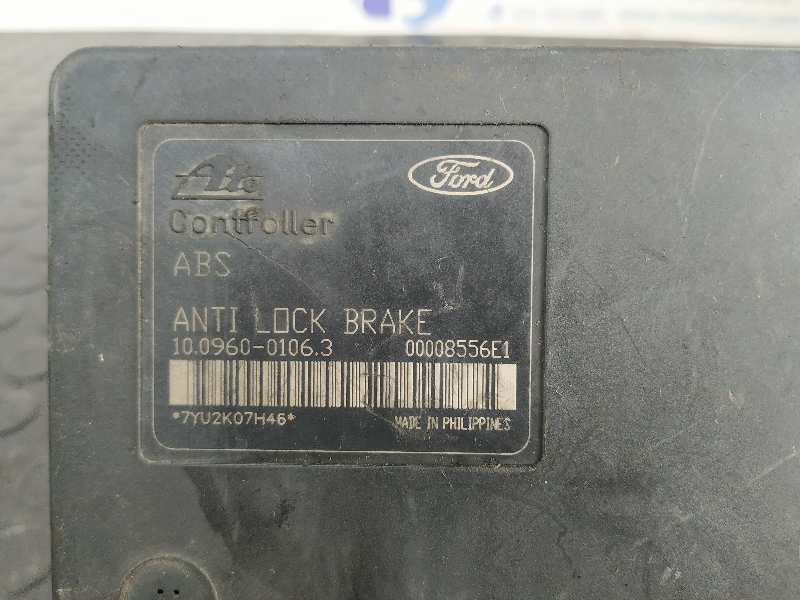 Ate
Ford
Controller
ABS
ANTI LOCK BRAKE
10.0960-0106.3 00008556E1
*7YU2K07H46*
MADE IN PHILIPPINES